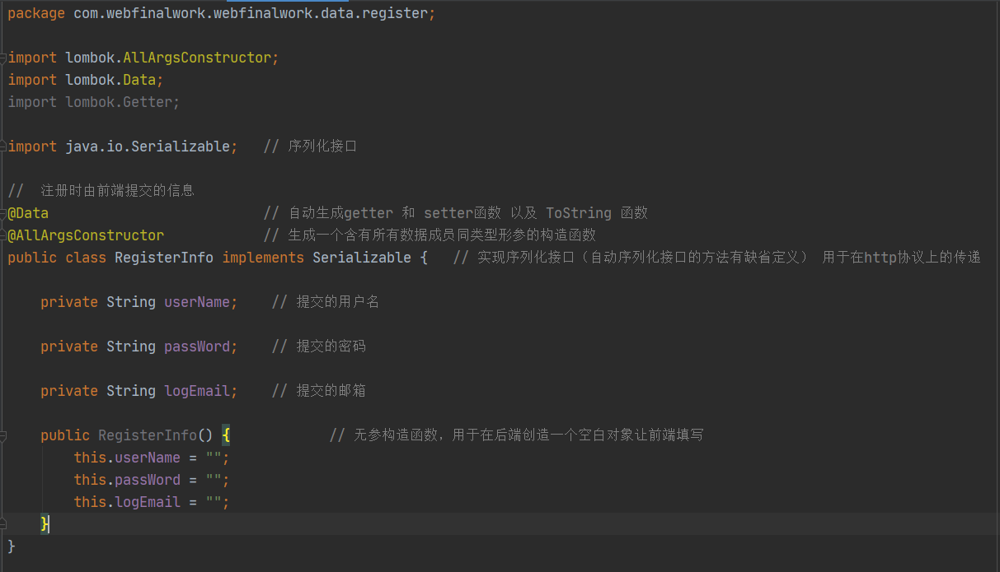 package com.webfinalwork.webfinalwork.data.register;
import lombok.AllArgsConstructor;
import lombok.Data;
import lombok.Getter;
import java.io.Serializable;   // 序列化接口
//  注册时由前端提交的信息
@Data                          // 自动生成getter 和 setter函数 以及 ToString 函数
@AllArgsConstructor            // 生成一个含有所有数据成员同类型形参的构造函数
public class RegisterInfo implements Serializable {   // 实现序列化接口（自动序列化接口的方法有缺省定义） 用于在http协议上的传递
    private String userName;    // 提交的用户名
    private String passWord;    // 提交的密码
    private String logEmail;    // 提交的邮箱
    public RegisterInfo() {            // 无参构造函数，用于在后端创造一个空白对象让前端填写
        this.userName = "";
        this.passWord = "";
        this.logEmail = "";
    }
}